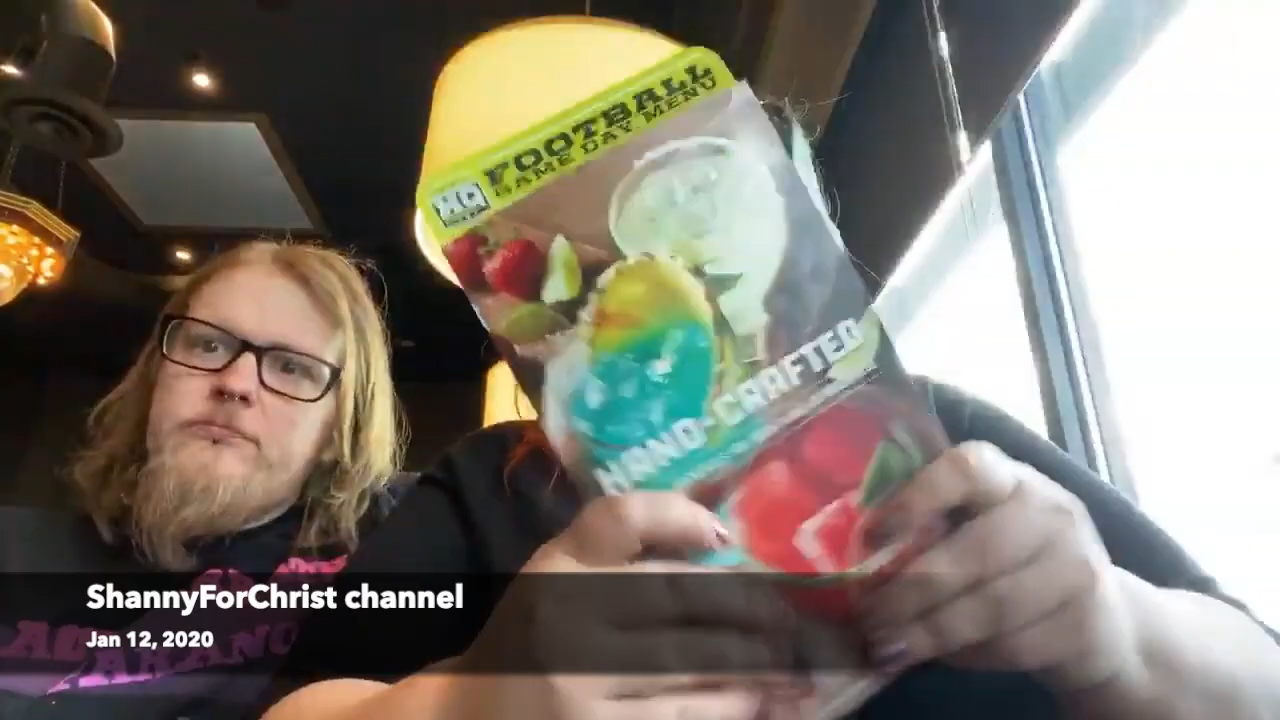 FOOTBALL
GAME DAY MENU
HAND-CRAFTED
ShannyForChrist channel
Jan 12, 2020